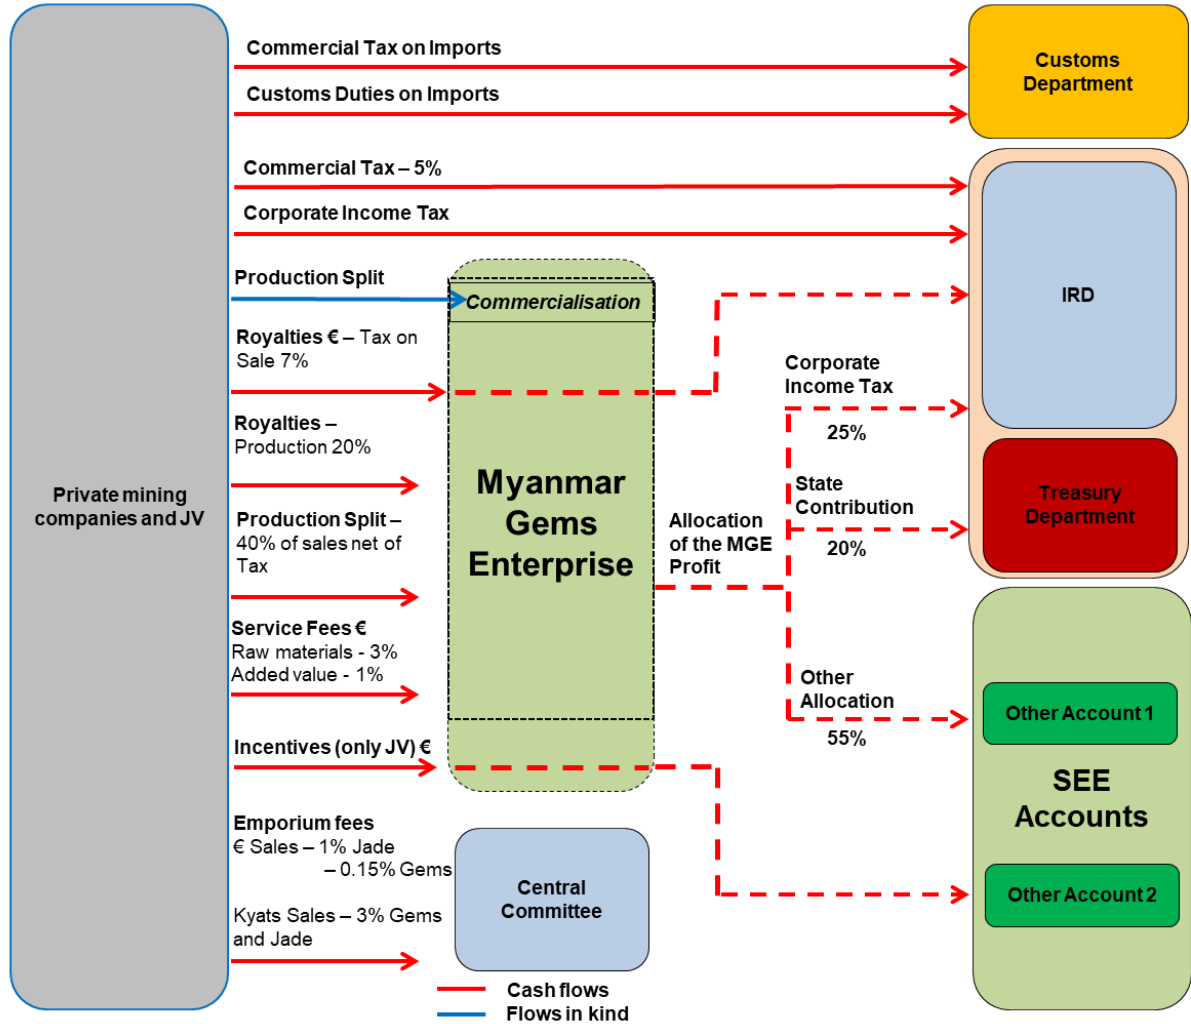 Commercial Tax on Imports
Customs Duties on Imports
Customs
Department
Commercial Tax – 5%
Corporate Income Tax
Production Split
Commercialisation
IRD
Royalties € – Tax on
Sale 7%
Corporate
Income Tax
25%
Royalties –
Production 20%
Private mining
companies and JV
Myanmar
Gems
Enterprise
State
Contribution
20%
Treasury
Department
Production Split –
40% of sales net of
Tax
Allocation
of the MGE
Profit
Service Fees €
Raw materials - 3%
Added value - 1%
Other
Allocation
55%
Other Account 1
Incentives (only JV) €
SEE
Accounts
Emporium fees
€ Sales – 1% Jade
– 0.15% Gems
Central
Committee
Other Account 2
Kyats Sales – 3% Gems
and Jade
Cash flows
Flows in kind